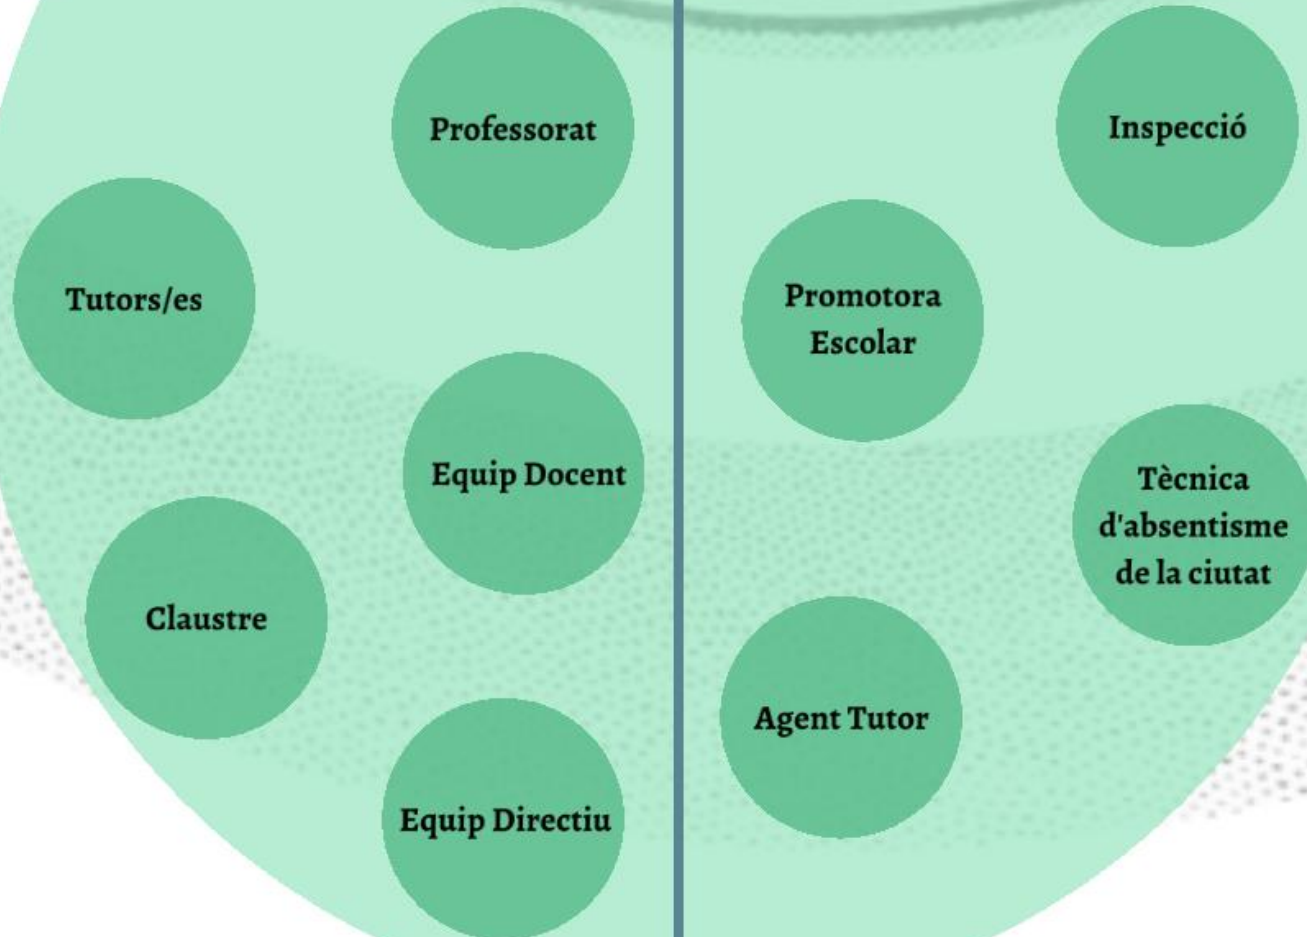 Professorat
Tutors/es
Equip Docent
Claustre
Equip Directiu
Inspecció
Promotora
Escolar
Tècnica
d'absentisme
de la ciutat
Agent Tutor